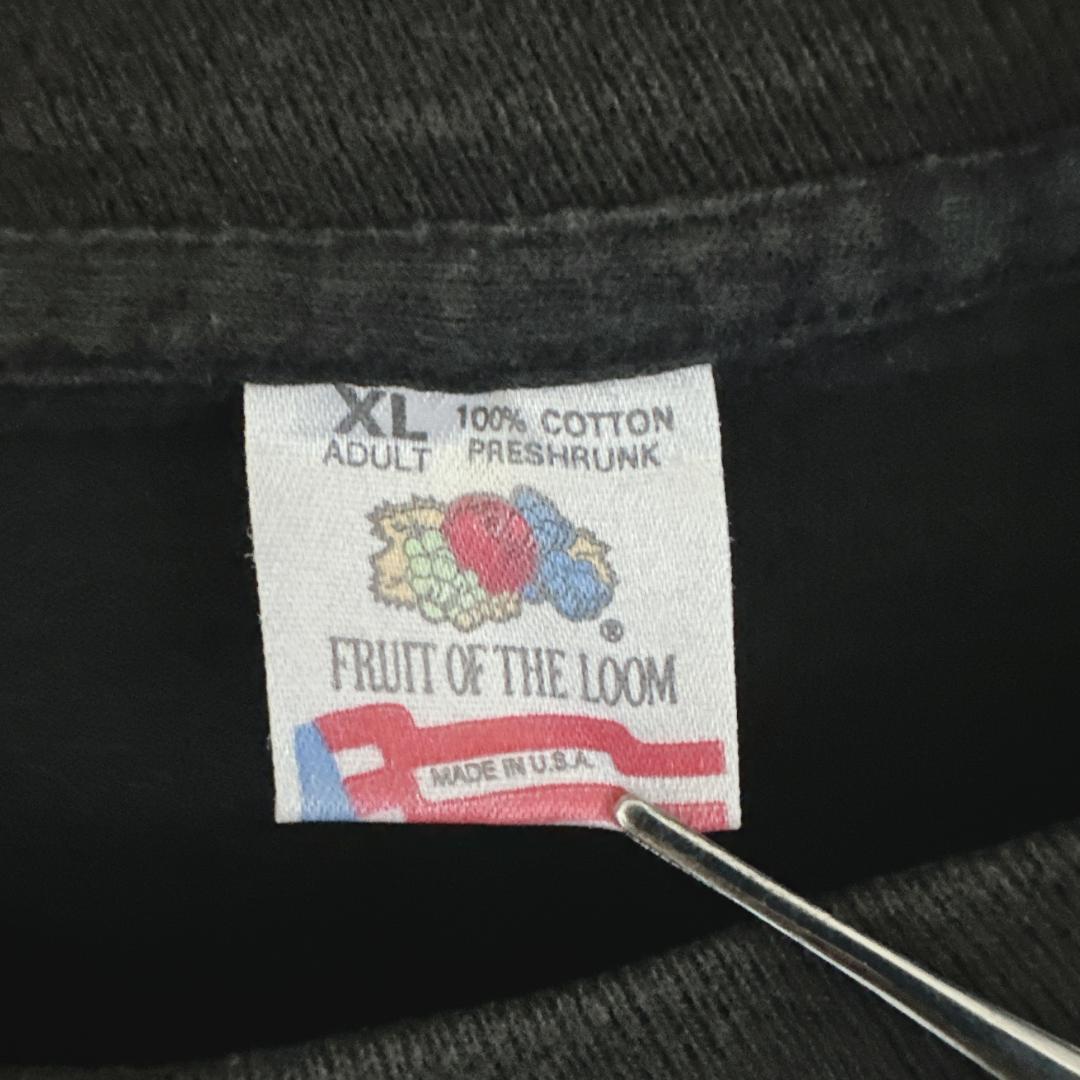 XL 100% COTTON
ADULT PRESHRUNK
®
FRUIT OF THE LOOM
MADE IN U.S.A.